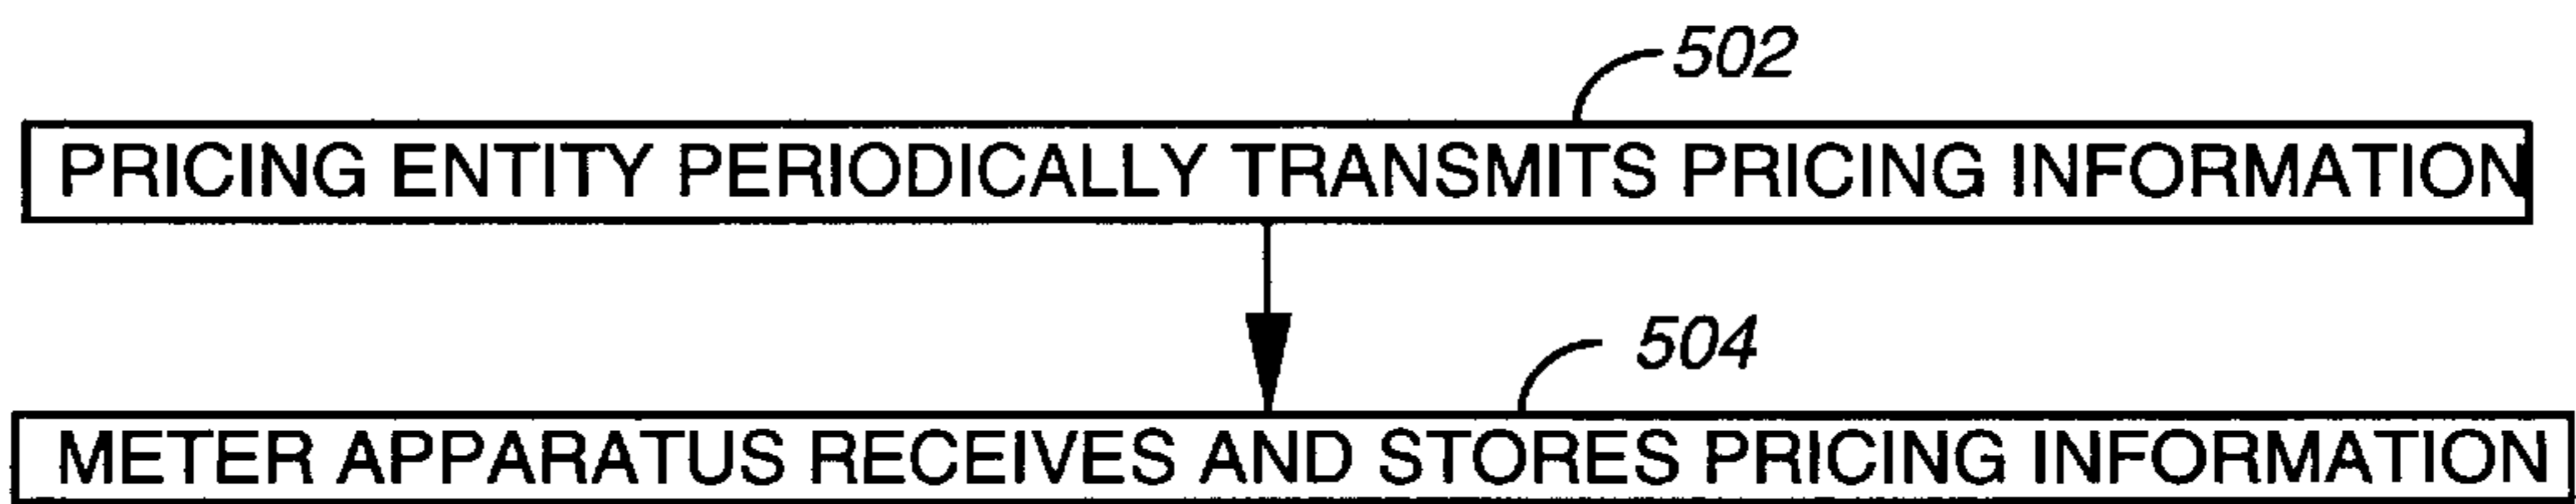 502
PRICING ENTITY PERIODICALLY TRANSMITS PRICING INFORMATION
504
METER APPARATUS RECEIVES AND STORES PRICING INFORMATION